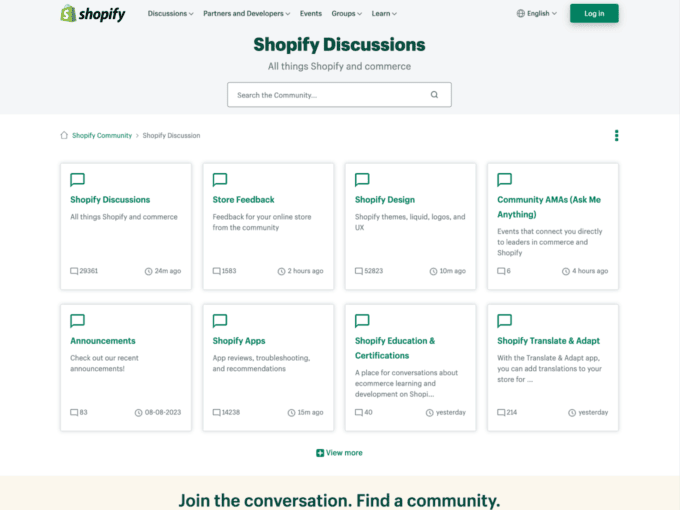 shopify Discussions Partners and Developers Events Groups Learn English Log in
Shopify Discussions
All things Shopify and commerce
Search the Community...
Shopify Community > Shopify Discussion
Shopify Discussions
All things Shopify and commerce
29361 24m ago
Store Feedback
Feedback for your online store
from the community
1583 2 hours ago
Shopify Design
Shopify themes, liquid, logos, and
UX
52823 10m ago
Community AMAs (Ask Me
Anything)
Events that connect you directly
to leaders in commerce and
Shopify
6 4 hours ago
Announcements
Check out our recent
announcements!
83 08-08-2023
Shopify Apps
App reviews, troubleshooting,
and recommendations
14238 15m ago
Shopify Education &
Certifications
A place for conversations about
ecommerce learning and
development on Shopi...
40 yesterday
Shopify Translate & Adapt
With the Translate & Adapt app,
you can add translations to your
store for ...
214 yesterday
View more
Join the conversation. Find a community.